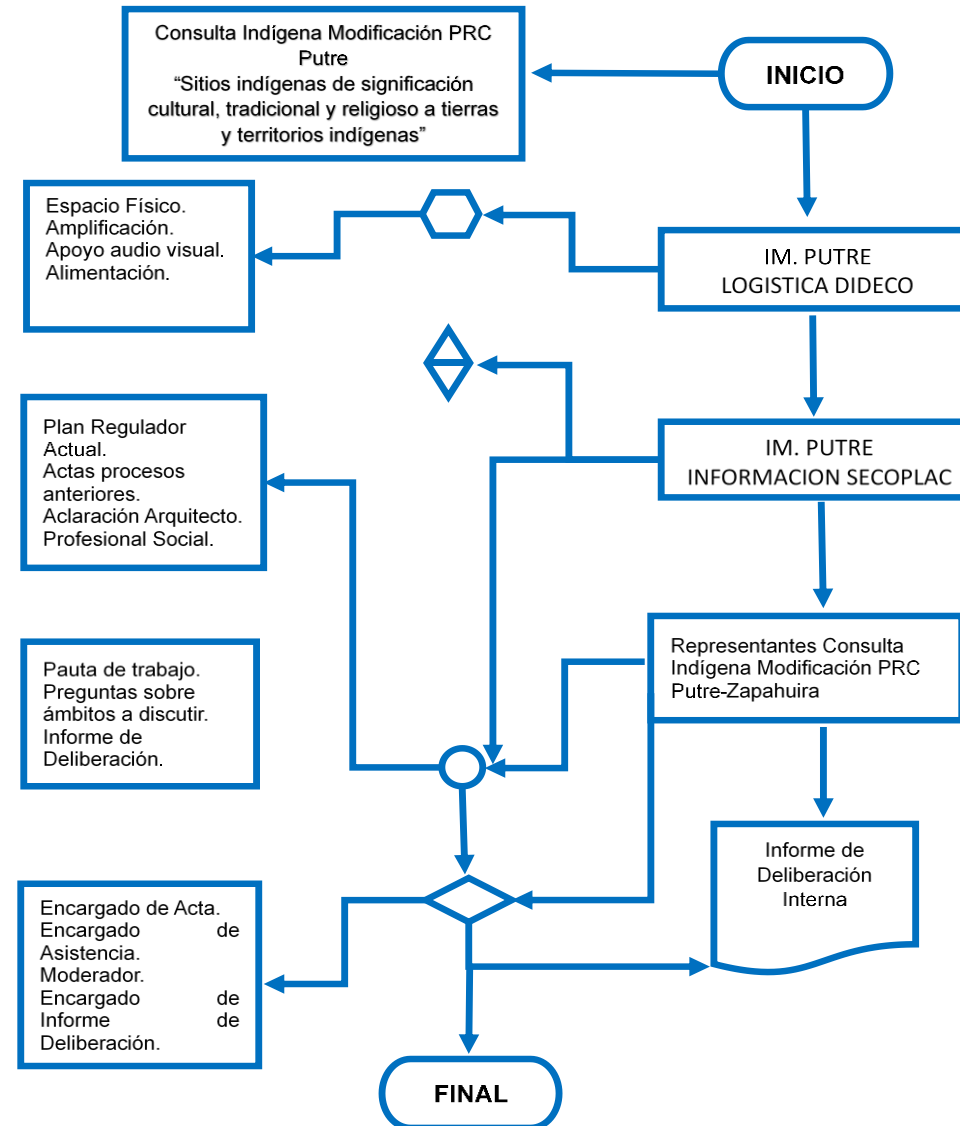 Consulta Indígena Modificación PRC
Putre
“Sitios indígenas de significación
cultural, tradicional y religioso a tierras
y territorios indígenas”
INICIO
Espacio Físico.
Amplificación.
Apoyo audio visual.
Alimentación.
IM. PUTRE
LOGISTICA DIDECO
Plan Regulador
Actual.
Actas procesos
anteriores.
Aclaración Arquitecto.
Profesional Social.
IM. PUTRE
INFORMACION SECOPLAC
Pauta de trabajo.
Preguntas sobre
ámbitos a discutir.
Informe de
Deliberación.
Representantes Consulta
Indígena Modificación PRC
Putre-Zapahuira
Informe de
Deliberación
Interna
Encargado de Acta.
Encargado de
Asistencia.
Moderador.
Encargado de
Informe de
Deliberación.
FINAL